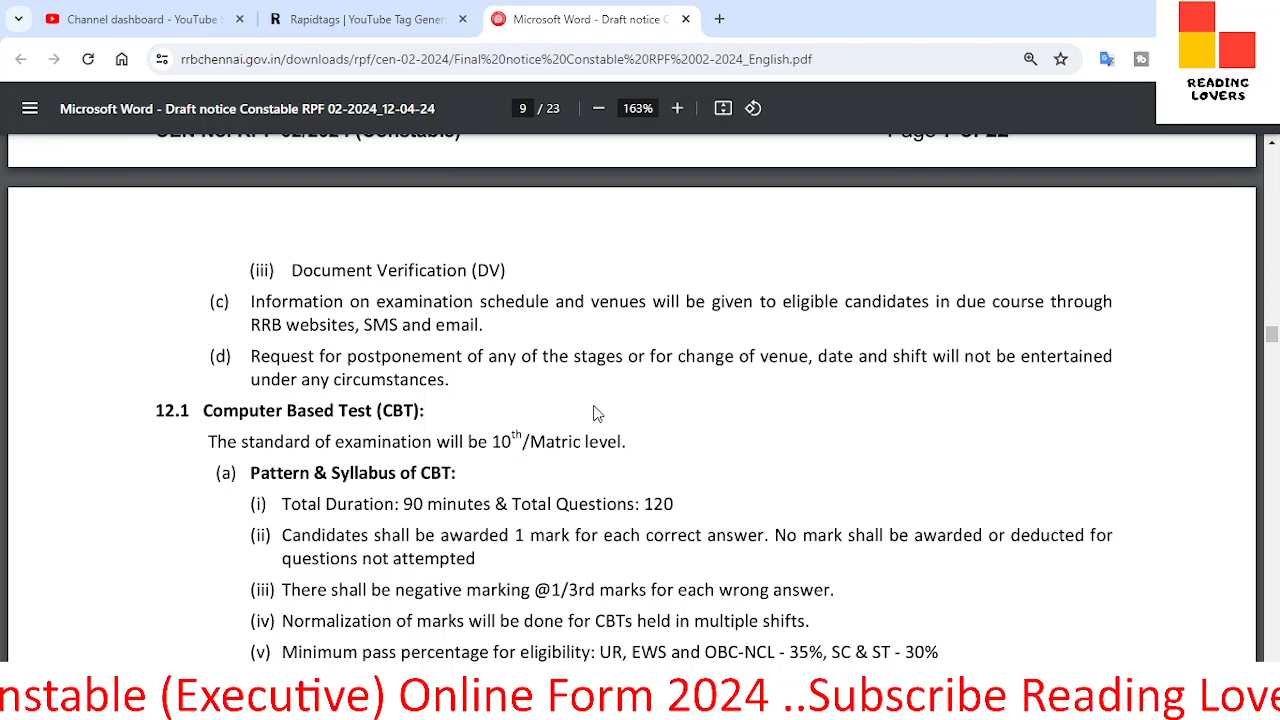 Channel dashboard - YouTube S
Rapidtags | YouTube Tag Gener
Microsoft Word - Draft notice C
rrbchennai.gov.in/downloads/rpf/cen-02-2024/Final%20notice%20Constable%20RPF%2002-2024_English.pdf
READING
LOVERS
Microsoft Word - Draft notice Constable RPF 02-2024_12-04-24
9 / 23
163%
(Constable)
Page
(iii) Document Verification (DV)
(c) Information on examination schedule and venues will be given to eligible candidates in due course through
RRB websites, SMS and email.
(d) Request for postponement of any of the stages or for change of venue, date and shift will not be entertained
under any circumstances.
12.1 Computer Based Test (CBT):
The standard of examination will be 10th/Matric level.
(a) Pattern & Syllabus of CBT:
(i) Total Duration: 90 minutes & Total Questions: 120
(ii) Candidates shall be awarded 1 mark for each correct answer. No mark shall be awarded or deducted for
questions not attempted
(iii) There shall be negative marking @1/3rd marks for each wrong answer.
(iv) Normalization of marks will be done for CBTs held in multiple shifts.
(v) Minimum pass percentage for eligibility: UR, EWS and OBC-NCL - 35%, SC & ST - 30%
nstable (Executive) Online Form 2024 ..Subscribe Reading Love